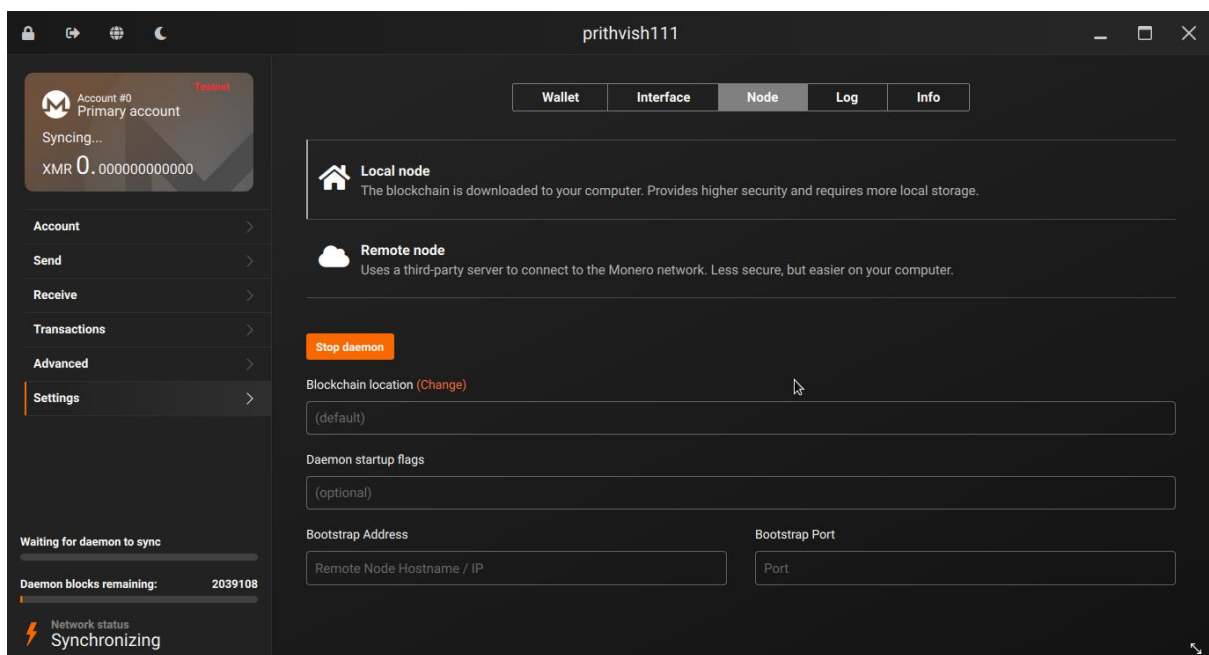 prithvish111
Testnet
Account #0
Primary account
Syncing...
XMR 0.000000000000
Account
Send
Receive
Transactions
Advanced
Settings
Waiting for daemon to sync
Daemon blocks remaining: 2039108
Network status
Synchronizing
Wallet Interface Node Log Info
Local node
The blockchain is downloaded to your computer. Provides higher security and requires more local storage.
Remote node
Uses a third-party server to connect to the Monero network. Less secure, but easier on your computer.
Stop daemon
Blockchain location (Change)
(default)
Daemon startup flags
(optional)
Bootstrap Address Bootstrap Port
Remote Node Hostname / IP Port